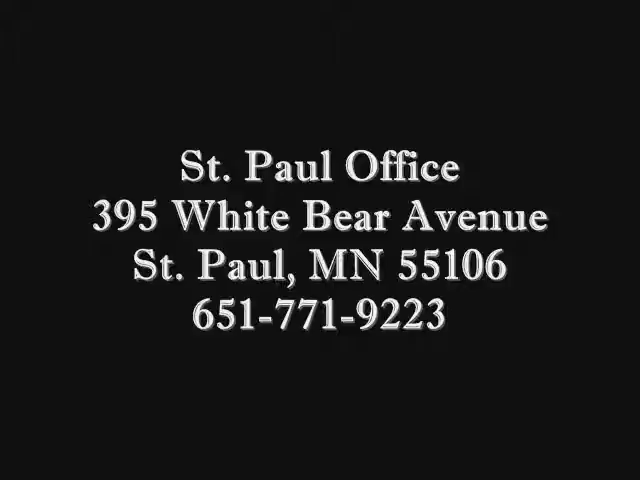 St. Paul Office
395 White Bear Avenue
St. Paul, MN 55106
651-771-9223